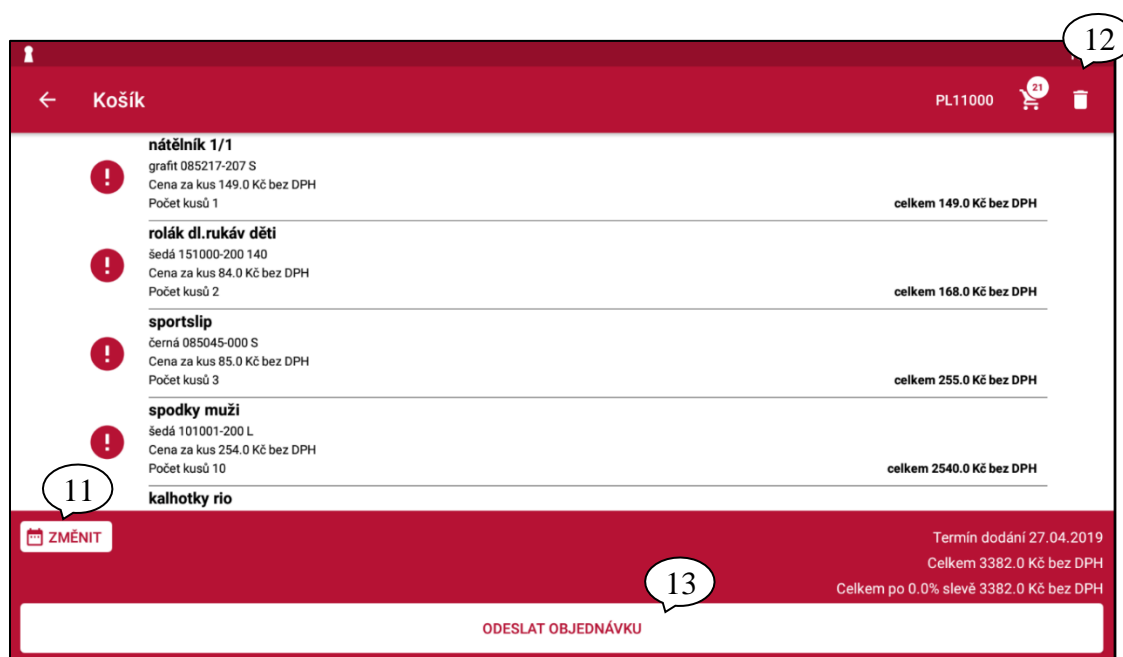 12
Košík
PL11000
21
nátělník 1/1
grafit 085217-207 S
Cena za kus 149.0 Kč bez DPH
Počet kusů 1
celkem 149.0 Kč bez DPH
rolák dl.rukáv děti
šedá 151000-200 140
Cena za kus 84.0 Kč bez DPH
Počet kusů 2
celkem 168.0 Kč bez DPH
sportslip
černá 085045-000 S
Cena za kus 85.0 Kč bez DPH
Počet kusů 3
celkem 255.0 Kč bez DPH
spodky muži
šedá 101001-200 L
Cena za kus 254.0 Kč bez DPH
Počet kusů 10
celkem 2540.0 Kč bez DPH
11
kalhotky rio
ZMĚNIT
Termín dodání 27.04.2019
Celkem 3382.0 Kč bez DPH
13
Celkem po 0.0% slevě 3382.0 Kč bez DPH
ODESLAT OBJEDNÁVKU